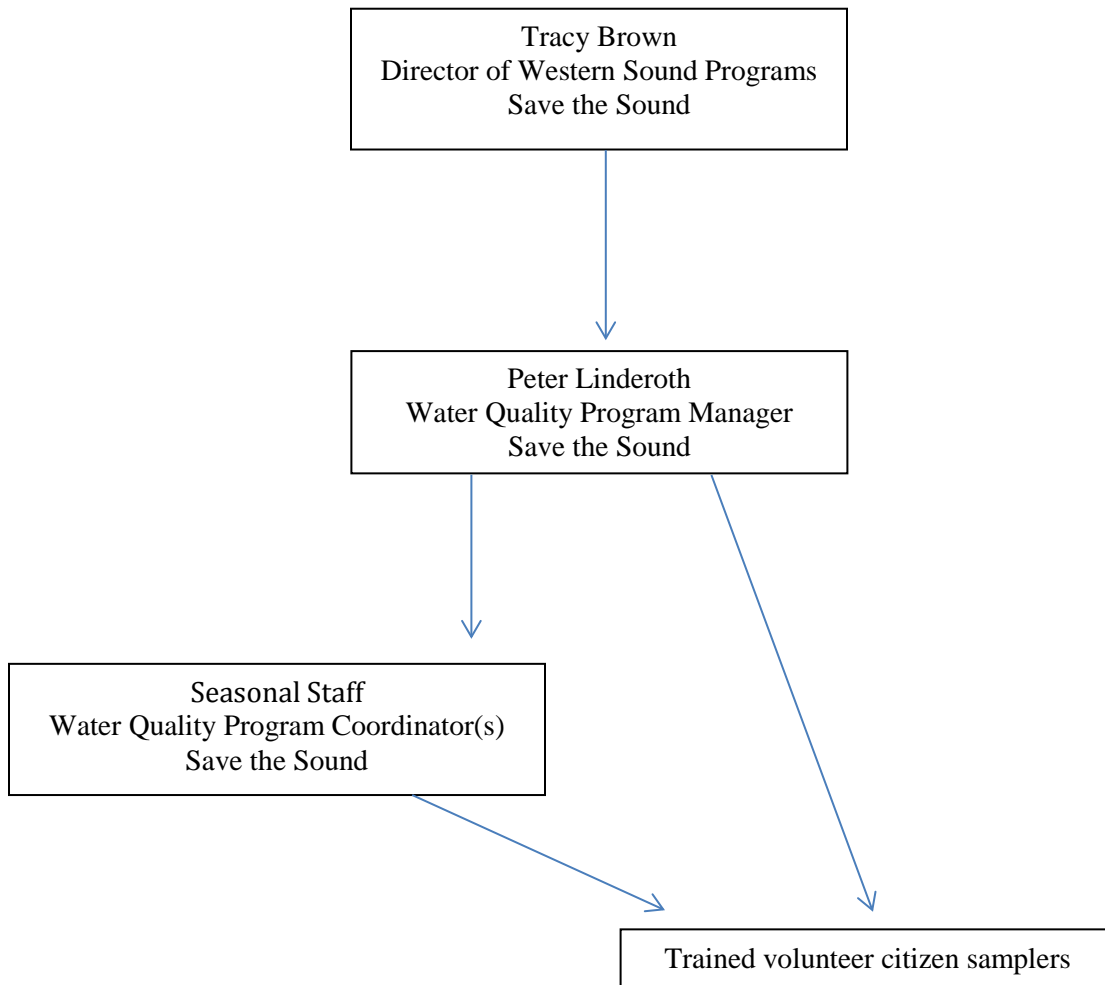 Tracy Brown
Director of Western Sound Programs
Save the Sound
Peter Linderoth
Water Quality Program Manager
Save the Sound
Seasonal Staff
Water Quality Program Coordinator(s)
Save the Sound
Trained volunteer citizen samplers